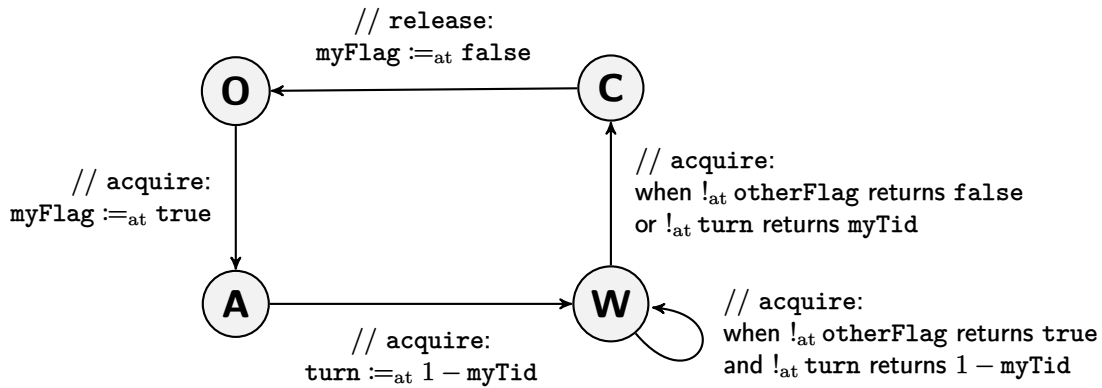 // release:
myFlag :=at false
O
C
// acquire:
myFlag :=at true
// acquire:
when !at otherFlag returns false
or !at turn returns myTid
A
W
// acquire:
turn :=at 1 − myTid
// acquire:
when !at otherFlag returns true
and !at turn returns 1 − myTid